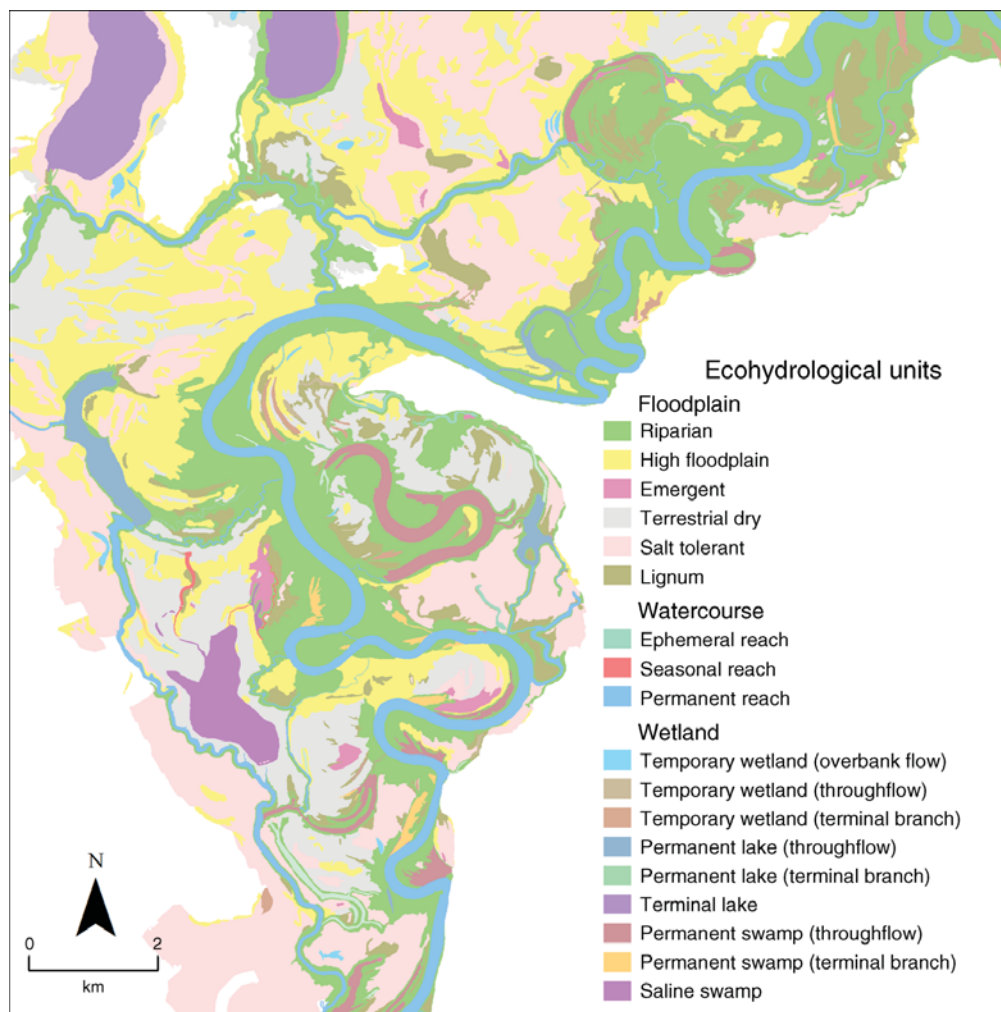 Ecohydrological units
Floodplain
Riparian
High floodplain
Emergent
Terrestrial dry
Salt tolerant
Lignum
Watercourse
Ephemeral reach
Seasonal reach
Permanent reach
Wetland
Temporary wetland (overbank flow)
Temporary wetland (throughflow)
Temporary wetland (terminal branch)
Permanent lake (throughflow)
Permanent lake (terminal branch)
Terminal lake
Permanent swamp (throughflow)
Permanent swamp (terminal branch)
Saline swamp
N
0 2
km